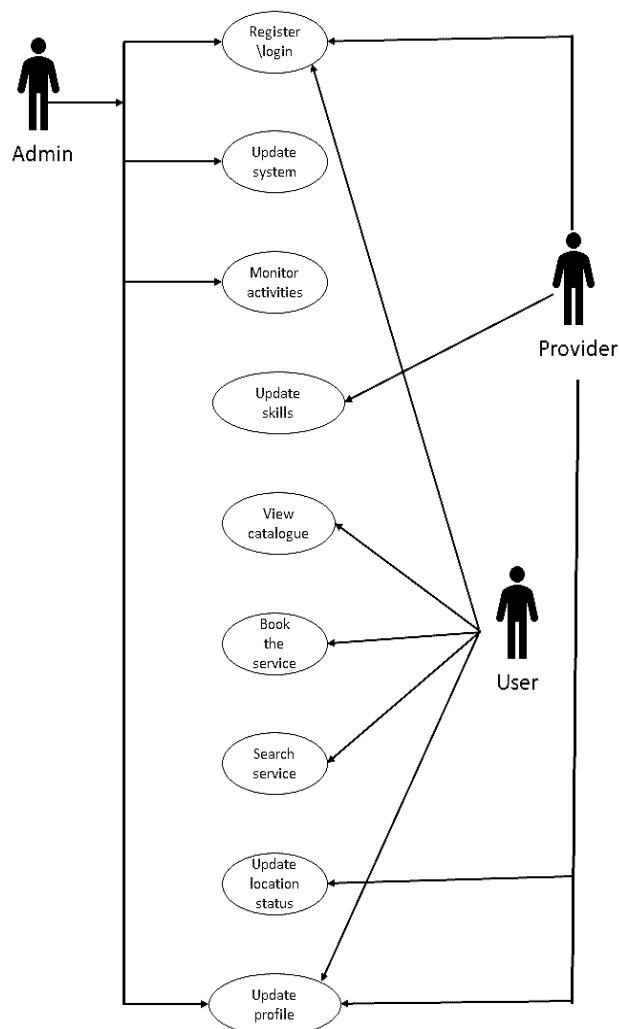 Register
\login
Admin
Update
system
Monitor
activities
Provider
Update
skills
View
catalogue
Book
the
service
User
Search
service
Update
location
status
Update
profile